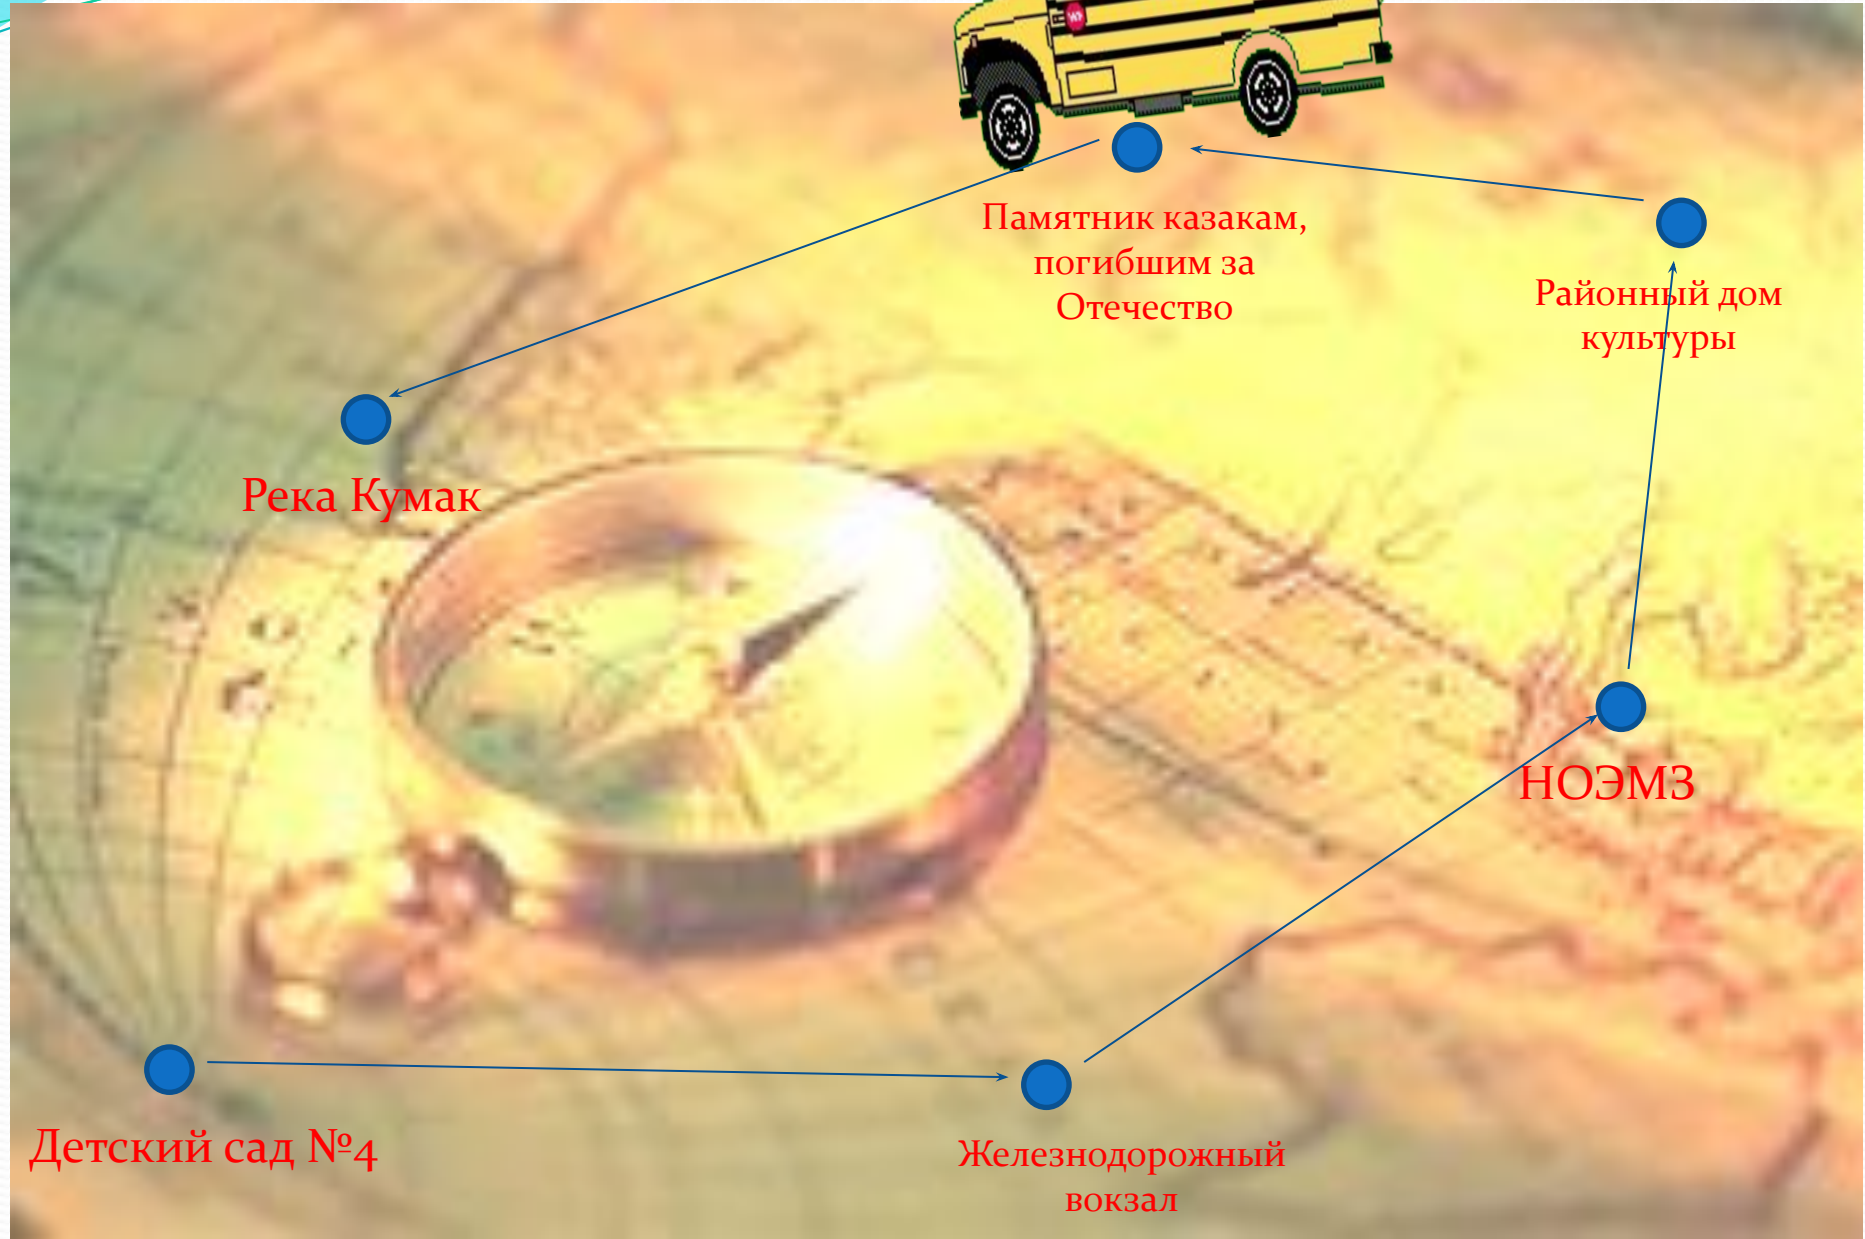 Памятник казакам,
погибшим за
Отечество
Районный дом
культуры
Река Кумак
НОЭМЗ
Детский сад №4
Железнодорожный
вокзал